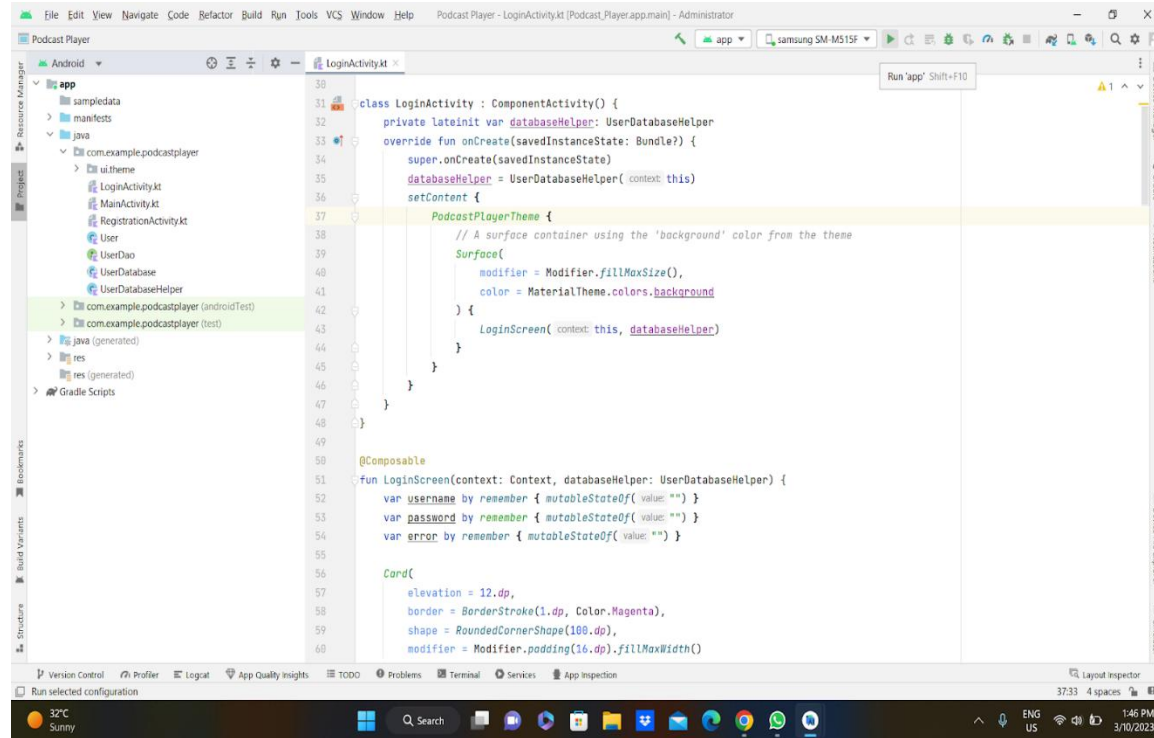 File Edit View Navigate Code Refactor Build Run Tools VCS Window Help Podcast Player - LoginActivity.kt [Podcast_Player.app.main] - Administrator
Podcast Player
app samsung SM-M515F
Android
LoginActivity.kt
Run 'app' Shift+F10
1
Resource Manager
Project
Bookmarks
Build Variants
Structure
app
sampledata
manifests
java
com.example.podcastplayer
ui.theme
LoginActivity.kt
MainActivity.kt
RegistrationActivity.kt
User
UserDao
UserDatabase
UserDatabaseHelper
com.example.podcastplayer (androidTest)
com.example.podcastplayer (test)
java (generated)
res
res (generated)
Gradle Scripts
30
31 class LoginActivity : ComponentActivity() {
32 private lateinit var databaseHelper: UserDatabaseHelper
33 override fun onCreate(savedInstanceState: Bundle?) {
34 super.onCreate(savedInstanceState)
35 databaseHelper = UserDatabaseHelper( context: this)
36 setContent {
37 PodcastPlayerTheme {
38 // A surface container using the 'background' color from the theme
39 Surface(
40 modifier = Modifier.fillMaxSize(),
41 color = MaterialTheme.colors.background
42 ) {
43 LoginScreen( context: this, databaseHelper)
44 }
45 }
46 }
47 }
48 }
49
50 @Composable
51 fun LoginScreen(context: Context, databaseHelper: UserDatabaseHelper) {
52 var username by remember { mutableStateOf( value: "") }
53 var password by remember { mutableStateOf( value: "") }
54 var error by remember { mutableStateOf( value: "") }
55
56 Card(
57 elevation = 12.dp,
58 border = BorderStroke(1.dp, Color.Magenta),
59 shape = RoundedCornerShape(100.dp),
60 modifier = Modifier.padding(16.dp).fillMaxWidth()
Version Control Profiler Logcat App Quality Insights TODO Problems Terminal Services App Inspection Layout Inspector
Run selected configuration 37:33 4 spaces
32°C
Sunny
Search
ENG
US
1:46 PM
3/10/2023